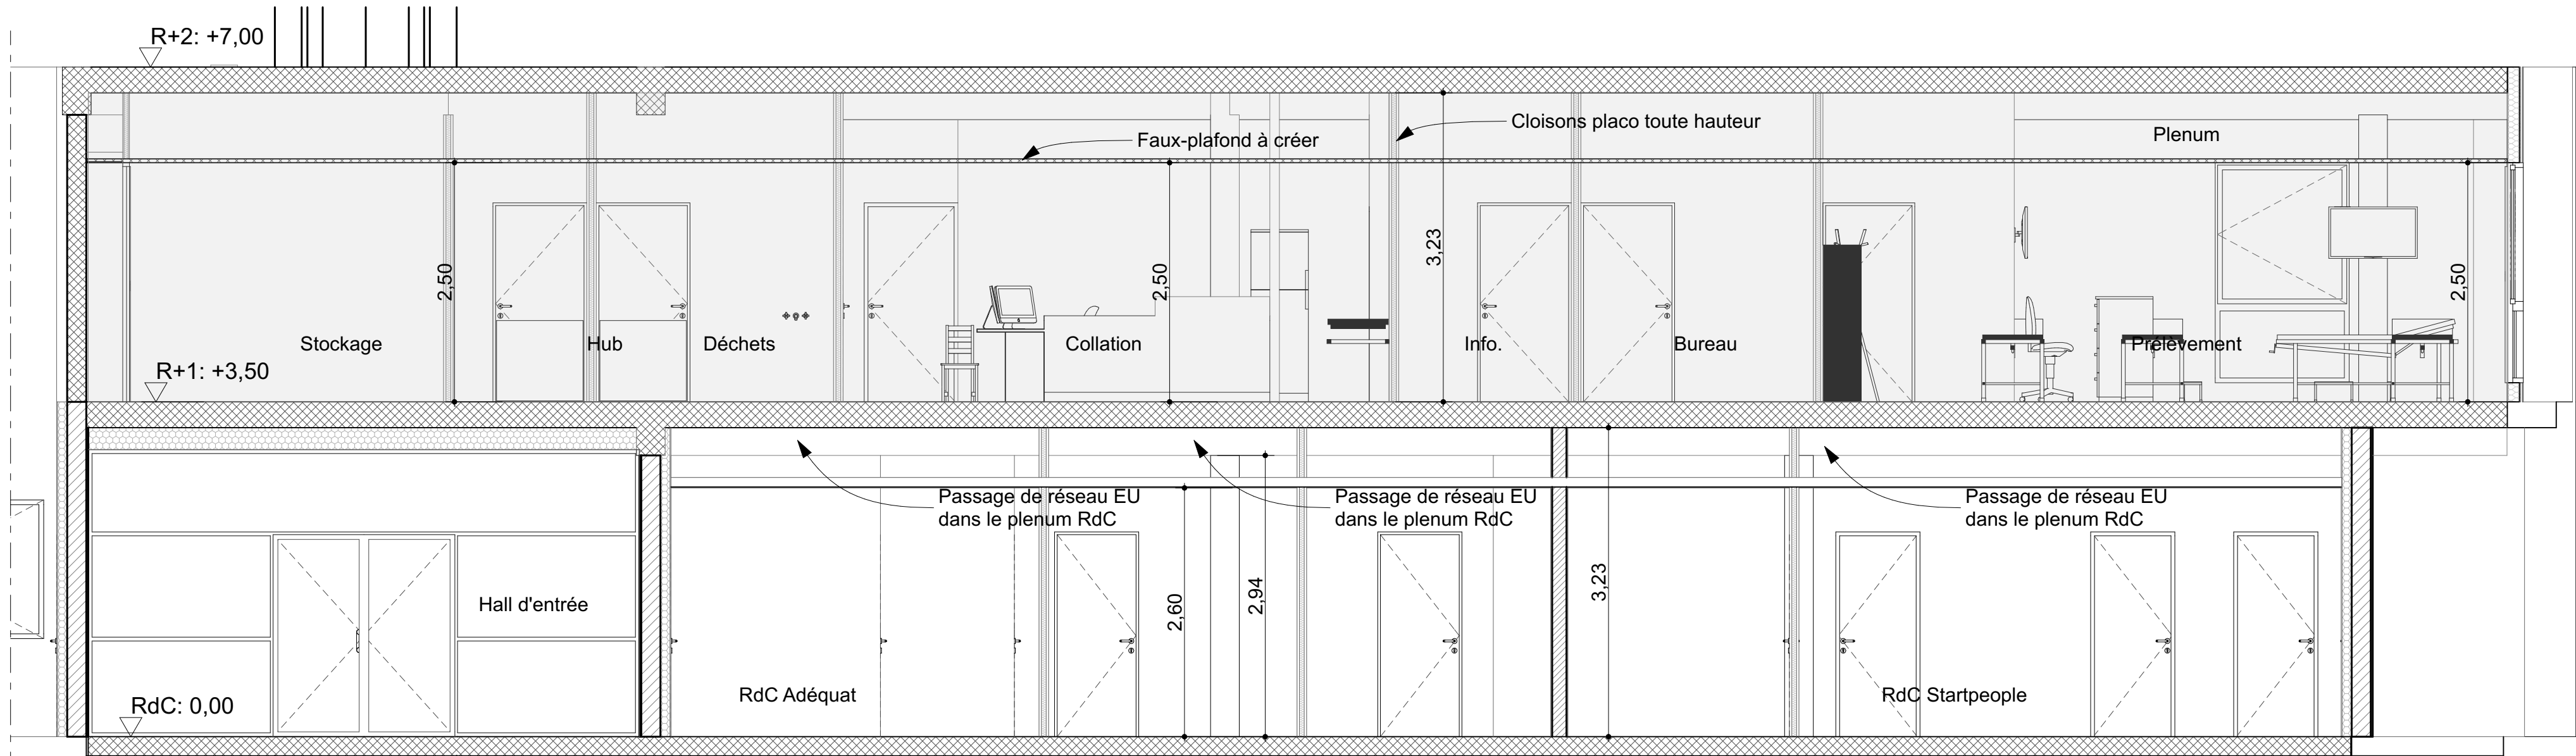 R+2: +7,00
Cloisons placo toute hauteur
Faux-plafond à créer
Plenum
2,50
2,50
3,23
2,50
Stockage
Hub
Déchets
Collation
Info.
Bureau
Prélèvement
R+1: +3,50
Passage de réseau EU
dans le plenum RdC
Passage de réseau EU
dans le plenum RdC
Passage de réseau EU
dans le plenum RdC
Hall d'entrée
2,60
2,94
3,23
RdC Adéquat
RdC Startpeople
RdC: 0,00